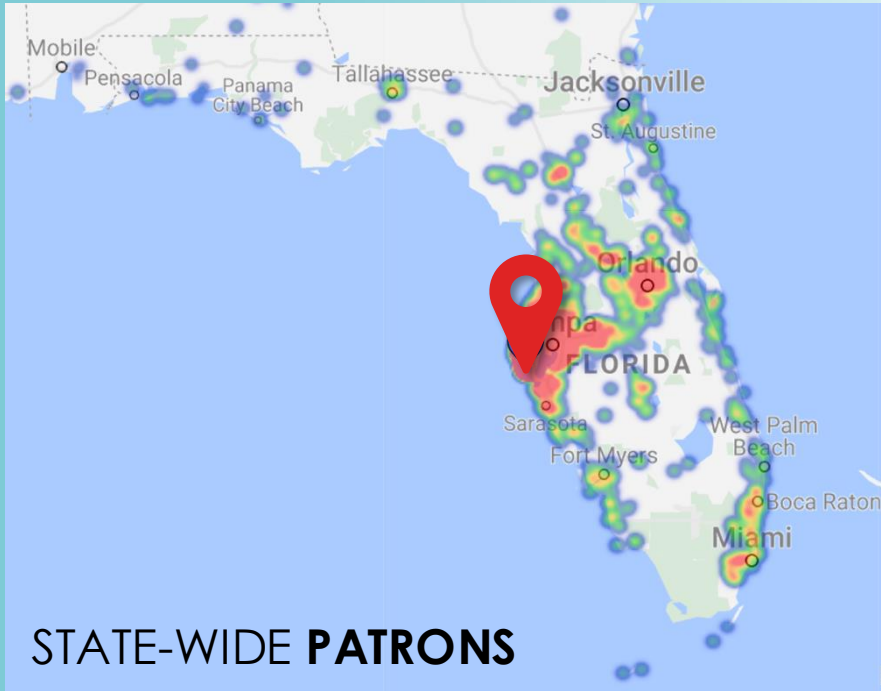 Mobile
Pensacola
Panama
City Beach
Tallahassee
Jacksonville
St. Augustine
Orlando
mpa
FLORIDA
Sarasota
West Palm
Beach
Fort Myers
Boca Raton
Miami
STATE-WIDE PATRONS